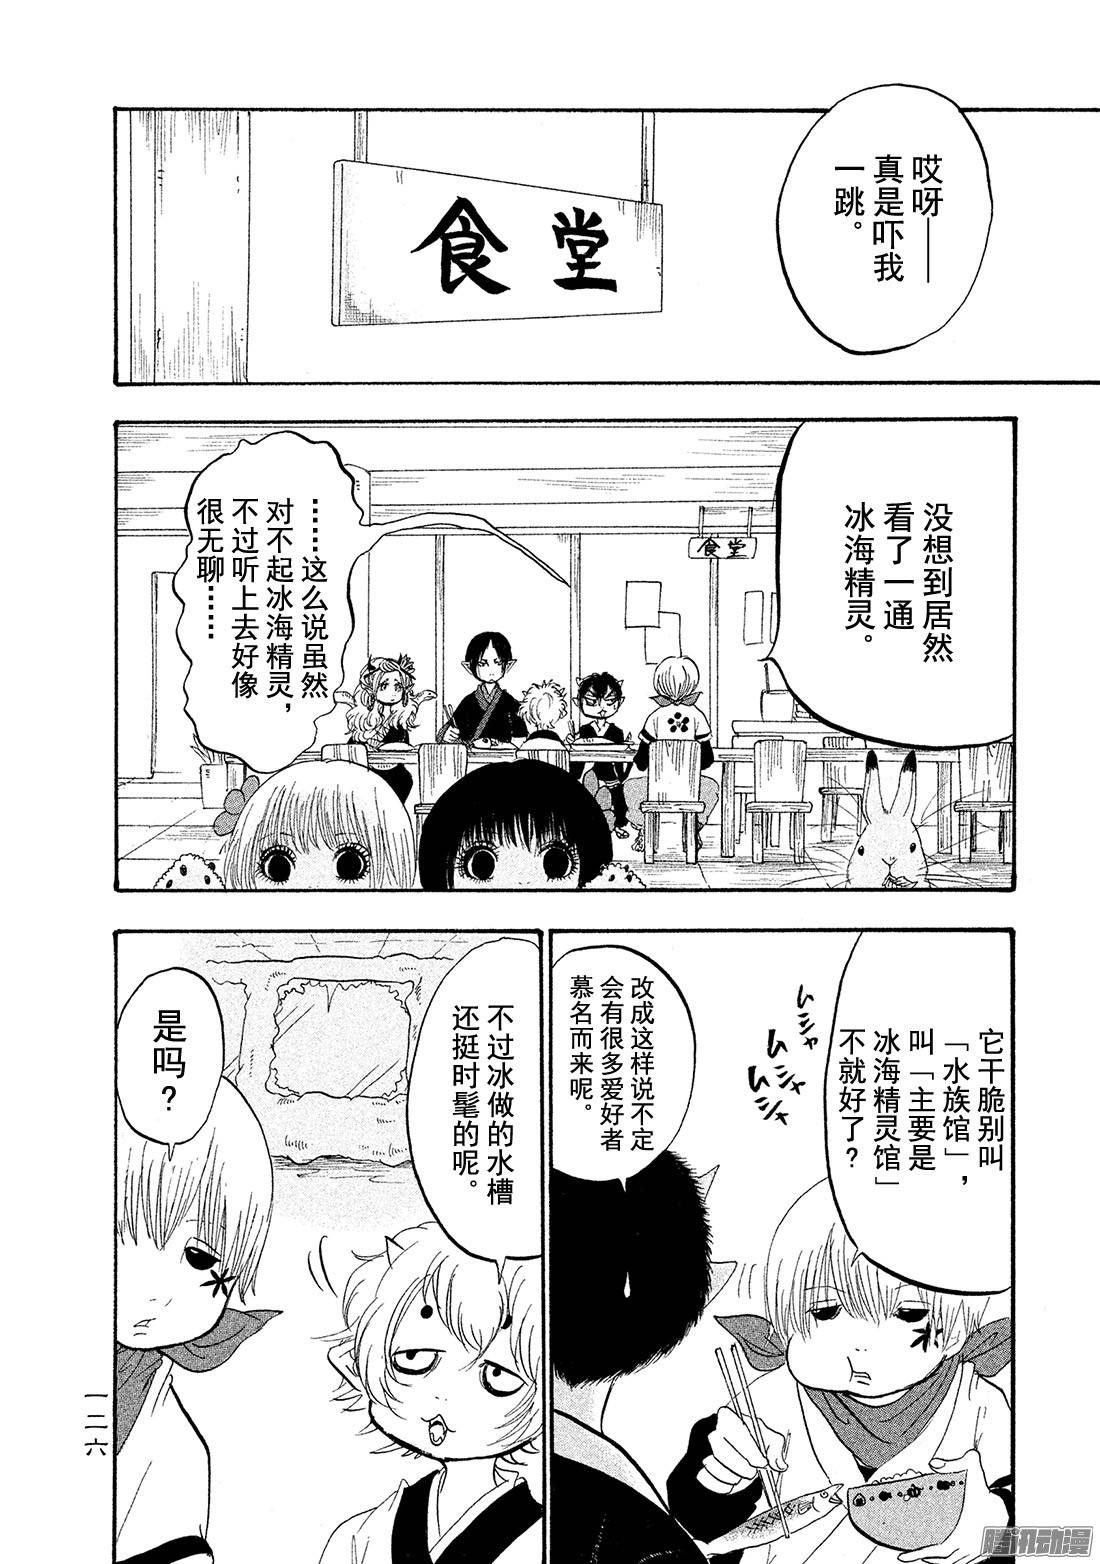 哎呀——
真是吓我
一跳。
食堂
没想到居然
看了一通
冰海精灵。
食堂
……这么说虽然
对不起冰海精灵，
不过听上去好像
很无聊……
它干脆别叫
「水族馆」，
叫「主要是
冰海精灵馆」
不就好了？
ムシャ
ムシャ
ムシャ
改成这样说不定
会有很多爱好者
慕名而来呢。
不过冰做的水槽
还挺时髦的呢。
是吗？
一二六
腾讯动漫